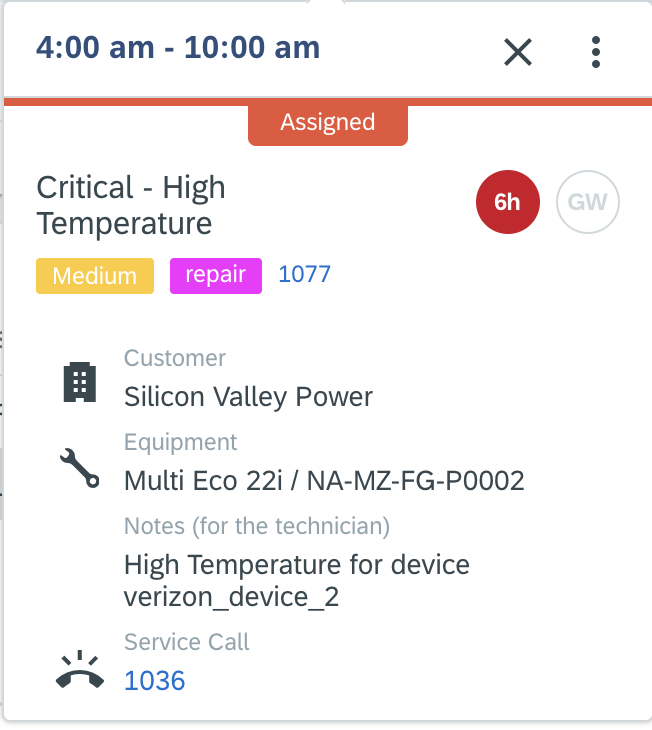 4:00 am - 10:00 am
Assigned
Critical - High
Temperature
6h
GW
Medium
repair
1077
Customer
Silicon Valley Power
Equipment
Multi Eco 22i / NA-MZ-FG-P0002
Notes (for the technician)
High Temperature for device
verizon_device_2
Service Call
1036